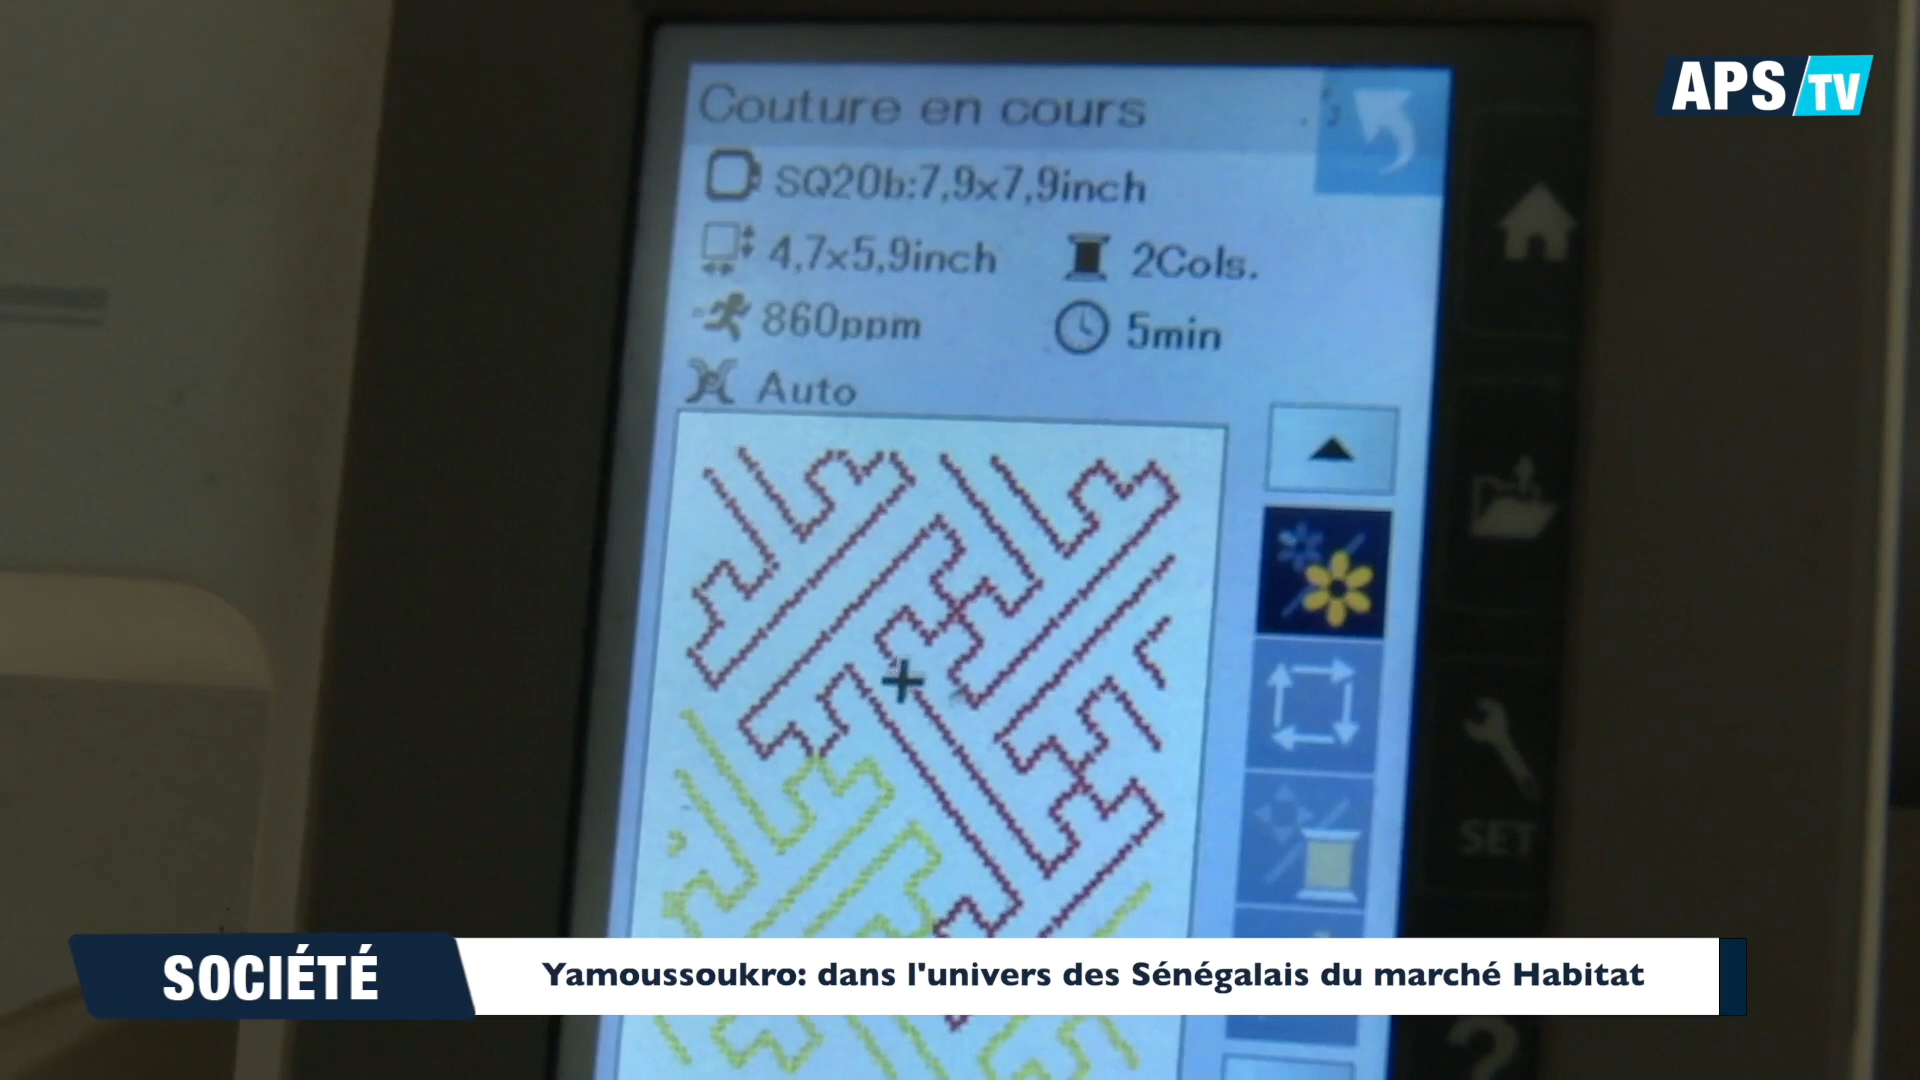 APS TV
Couture en cours
SQ20b:7,9x7,9inch
4,7x5,9inch
2Cols.
860ppm
5min
Auto
SET
?
SOCIÉTÉ
Yamoussoukro: dans l'univers des Sénégalais du marché Habitat